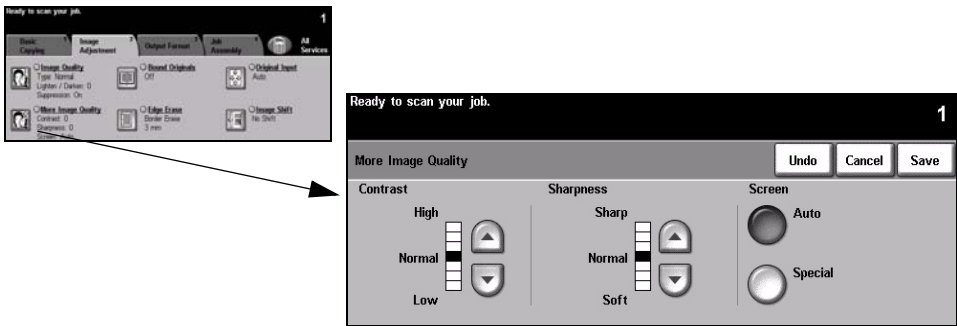 Ready to scan your job.
1
Basic Copying
Image Adjustment
Output Format
Job Assembly
All Services
Image Quality
Type: Normal
Lighten / Darken: 0
Suppression: On
Bound Originals
Off
Original Input
Auto
More Image Quality
Contrast: 0
Sharpness: 0
Screen: Auto
Edge Erase
Border Erase
3 mm
Image Shift
No Shift
Ready to scan your job.
1
More Image Quality
Undo
Cancel
Save
Contrast
Sharpness
Screen
High
Sharp
Auto
Normal
Normal
Special
Low
Soft